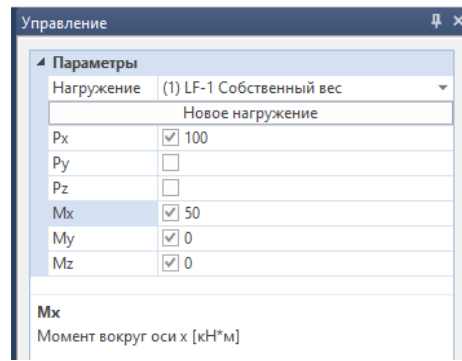 Управление
Параметры
Нагружение (1) LF-1 Собственный вес
Новое нагружение
Px 100
Py
Pz
Mx 50
My 0
Mz 0
Mx
Момент вокруг оси x [кН*м]